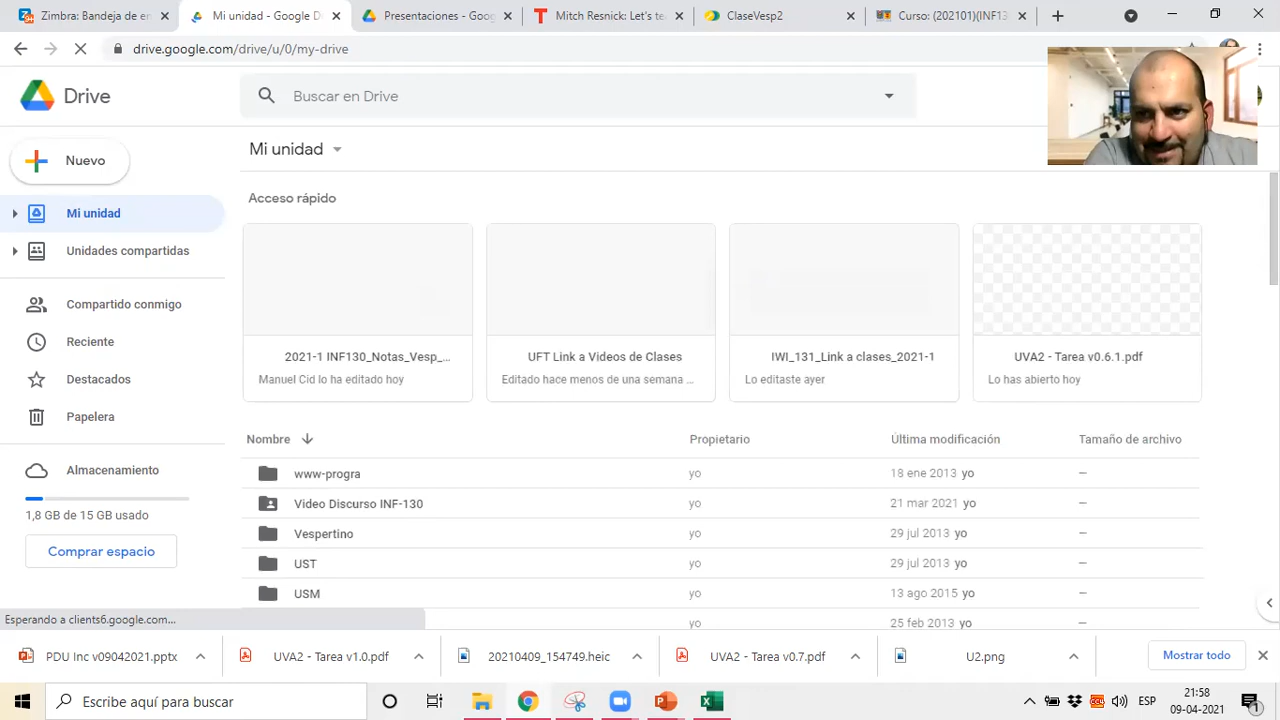 Zimbra: Bandeja de en
Mi unidad - Google D
Presentaciones - Goog
Mitch Resnick: Let's te
ClaseVesp2
Curso: (202101)(INF13
drive.google.com/drive/u/0/my-drive
Drive
Buscar en Drive
Nuevo
Mi unidad
Mi unidad
Unidades compartidas
Compartido conmigo
Reciente
Destacados
Papelera
Almacenamiento
1,8 GB de 15 GB usado
Comprar espacio
Acceso rápido
2021-1 INF130_Notas_Vesp_...
Manuel Cid lo ha editado hoy
UFT Link a Videos de Clases
Editado hace menos de una semana ...
IWI_131_Link a clases_2021-1
Lo editaste ayer
UVA2 - Tarea v0.6.1.pdf
Lo has abierto hoy
Nombre Propietario Última modificación Tamaño de archivo
www-progra yo 18 ene 2013 yo —
Video Discurso INF-130 yo 21 mar 2021 yo —
Vespertino yo 29 jul 2013 yo —
UST yo 29 jul 2013 yo —
USM yo 13 ago 2015 yo —
yo 25 feb 2013 yo
Esperando a clients6.google.com...
PDU Inc v09042021.pptx
UVA2 - Tarea v1.0.pdf
20210409_154749.heic
UVA2 - Tarea v0.7.pdf
U2.png
Mostrar todo
Escribe aquí para buscar
ESP
21:58
09-04-2021
1